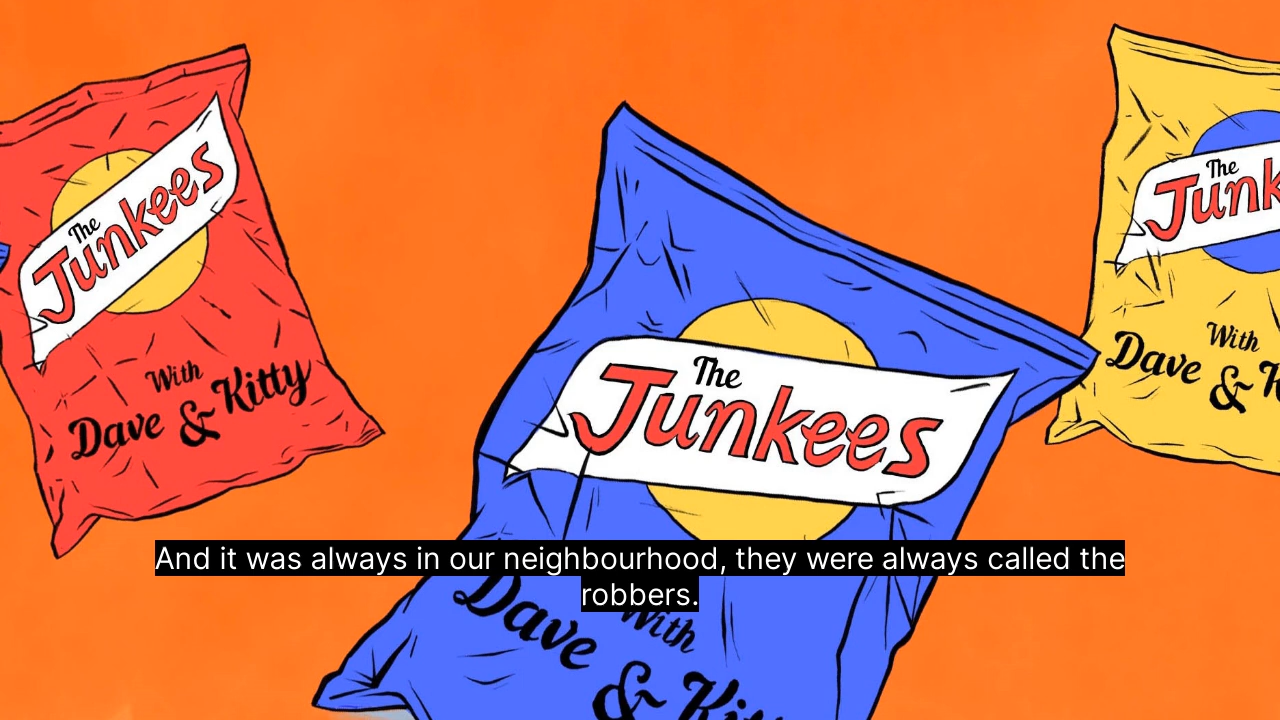 The
Junkees
With
Dave & Kitty
The
Junkees
With
Dave &
The
With
Dave &
And it was always in our neighbourhood, they were always called the
robbers.